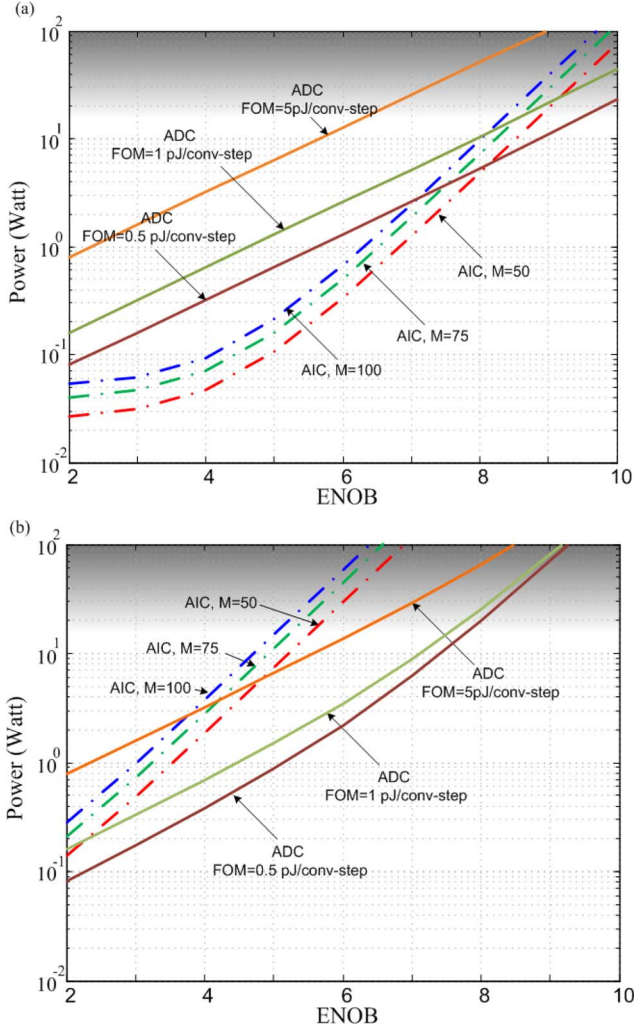 (a)
10^2
10^1
10^0
10^-1
10^-2
Power (Watt)
ADC
FOM=5pJ/conv-step
ADC
FOM=1 pJ/conv-step
ADC
FOM=0.5 pJ/conv-step
AIC, M=50
AIC, M=75
AIC, M=100
2 4 6 8 10
ENOB
(b)
10^2
10^1
10^0
10^-1
10^-2
Power (Watt)
AIC, M=50
AIC, M=75
AIC, M=100
ADC
FOM=5pJ/conv-step
ADC
FOM=1 pJ/conv-step
ADC
FOM=0.5 pJ/conv-step
2 4 6 8 10
ENOB